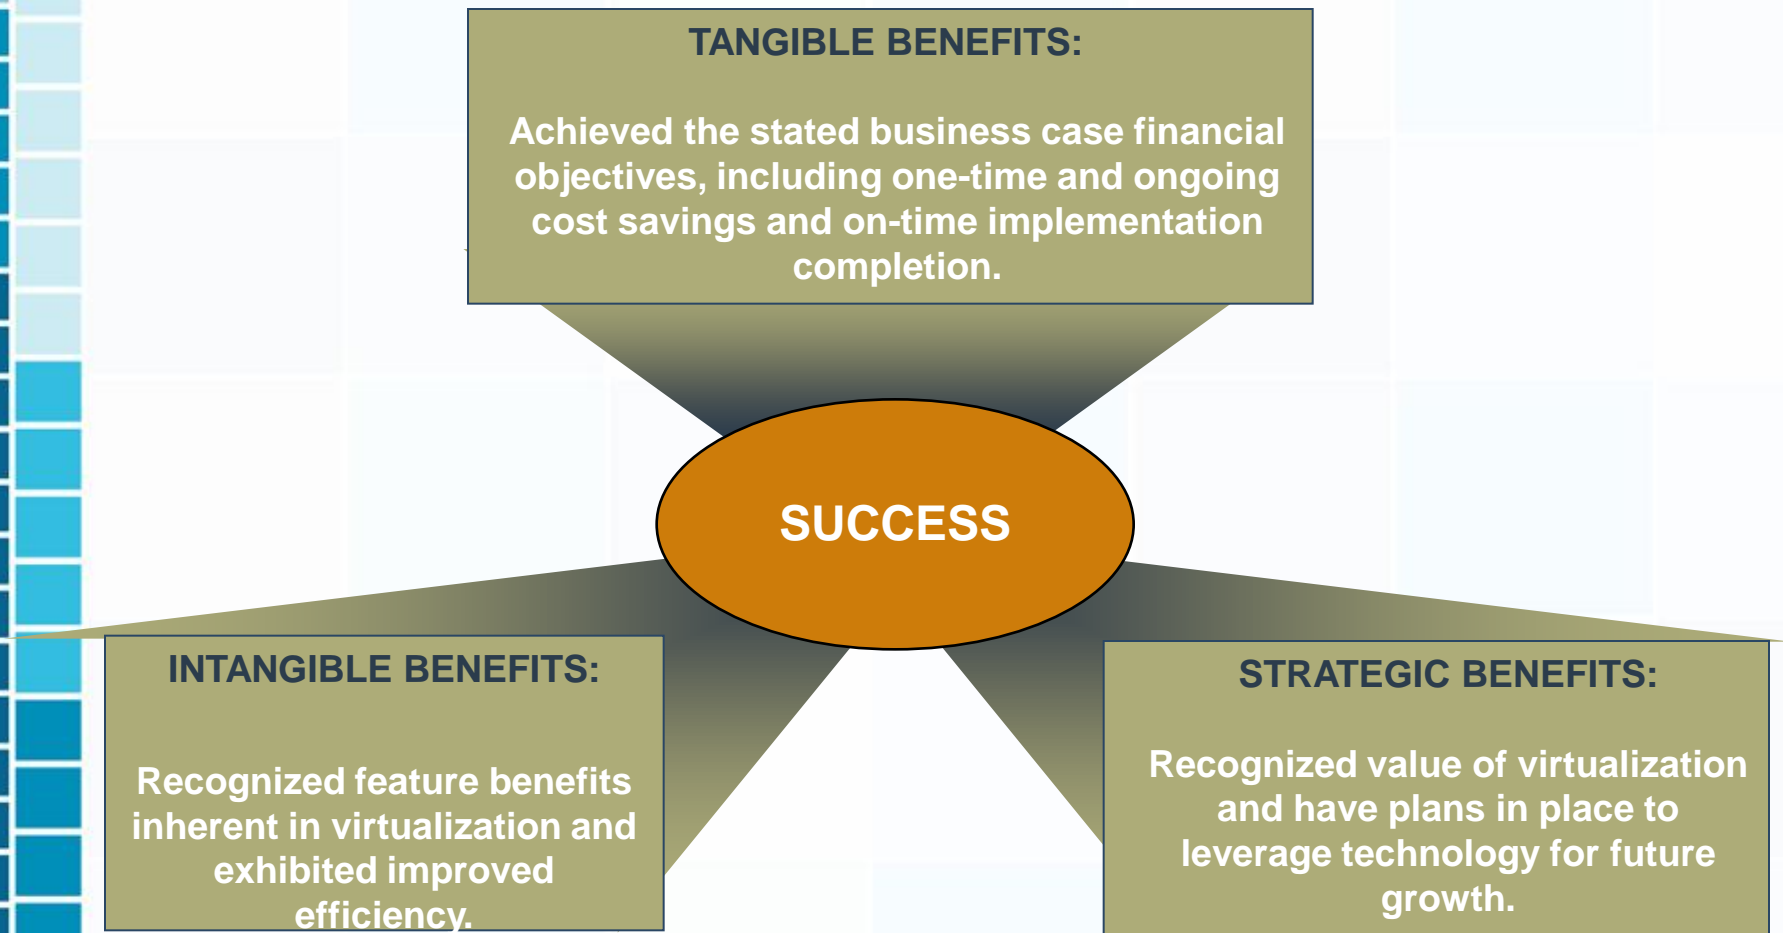 TANGIBLE BENEFITS:
Achieved the stated business case financial
objectives, including one-time and ongoing
cost savings and on-time implementation
completion.
SUCCESS
INTANGIBLE BENEFITS:
Recognized feature benefits
inherent in virtualization and
exhibited improved
efficiency.
STRATEGIC BENEFITS:
Recognized value of virtualization
and have plans in place to
leverage technology for future
growth.